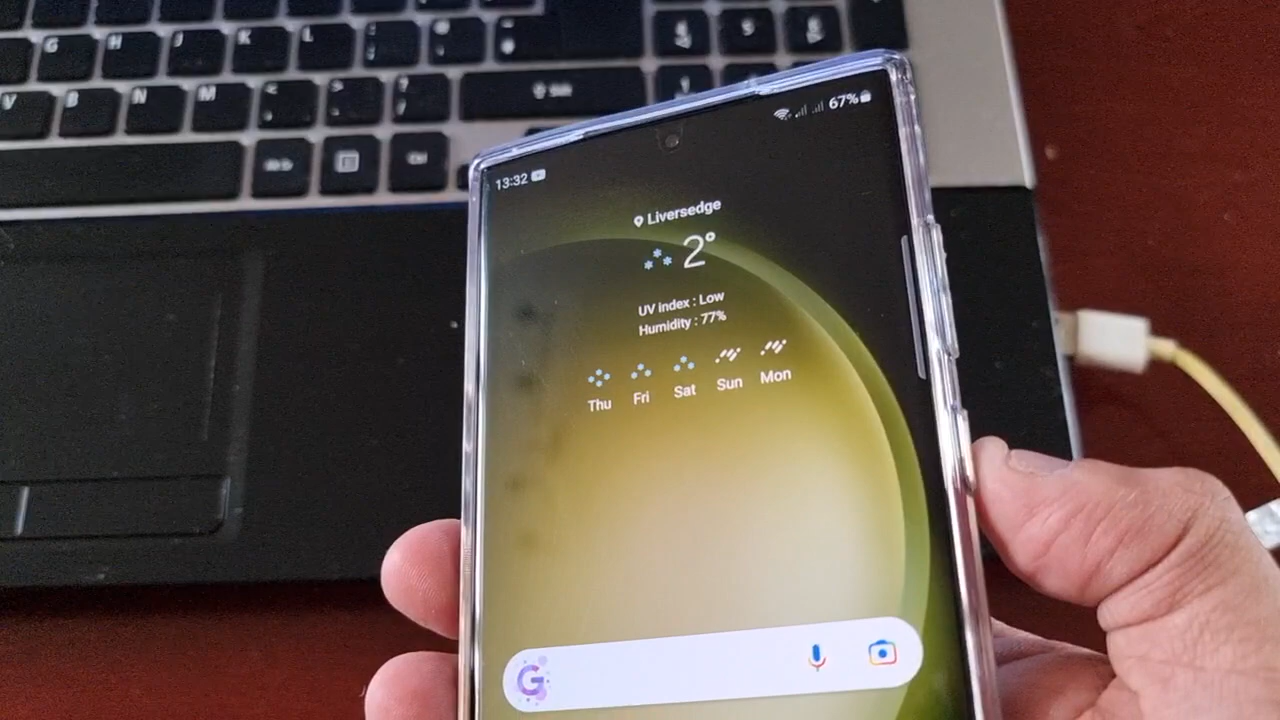 G H J K L
V B N M < >
13:32
67%
Liversedge
2°
UV index : Low
Humidity : 77%
Thu Fri Sat Sun Mon
G